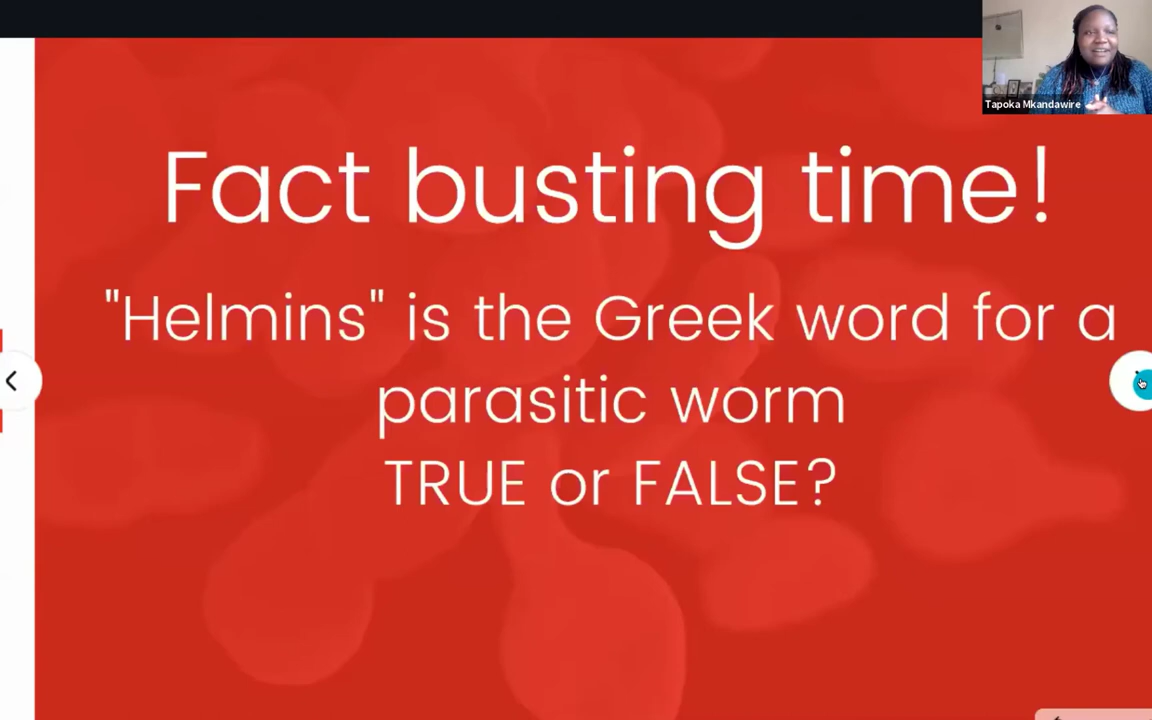 Tapoka Mkandawire
Fact busting time!
"Helmins" is the Greek word for a
parasitic worm
TRUE or FALSE?